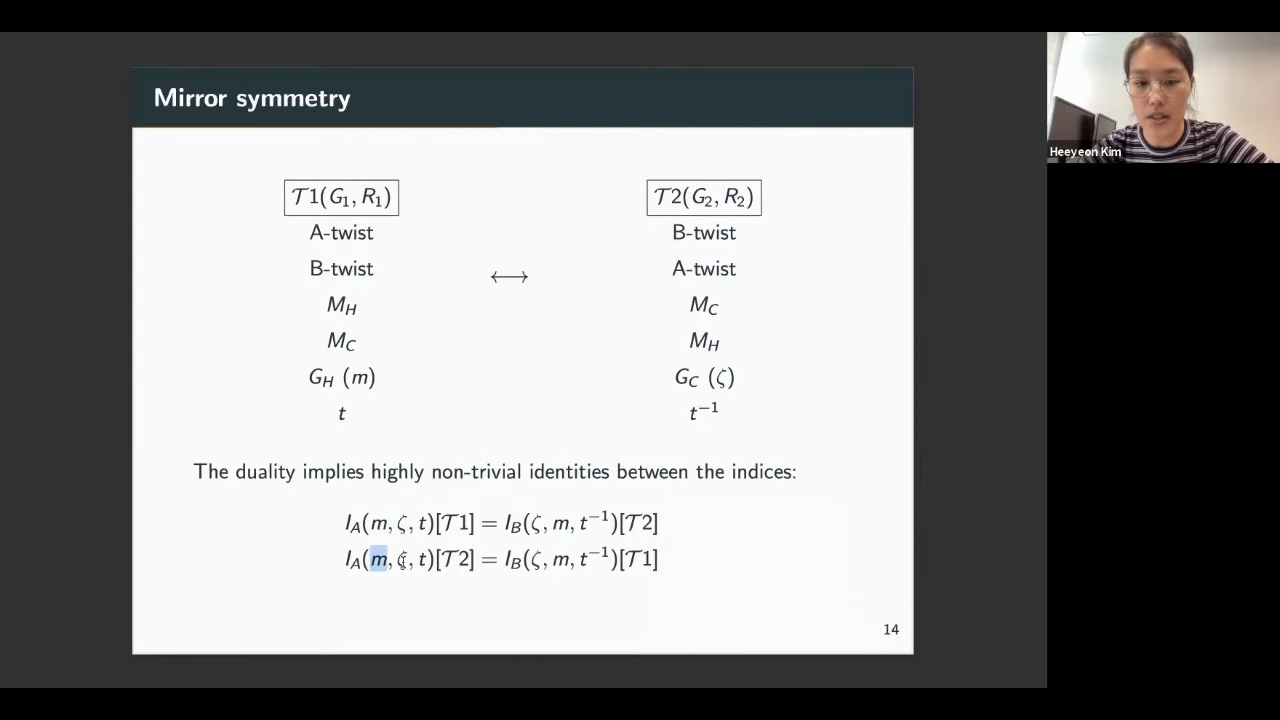 Mirror symmetry
𝒯1(G₁, R₁) 𝒯2(G₂, R₂)
A-twist B-twist
B-twist ⟷ A-twist
M_H M_C
M_C M_H
G_H (m) G_C (ζ)
t t⁻¹
The duality implies highly non-trivial identities between the indices:
I_A(m, ζ, t)[𝒯1] = I_B(ζ, m, t⁻¹)[𝒯2]
I_A(m, ζ, t)[𝒯2] = I_B(ζ, m, t⁻¹)[𝒯1]
14
Heeyeon Kim